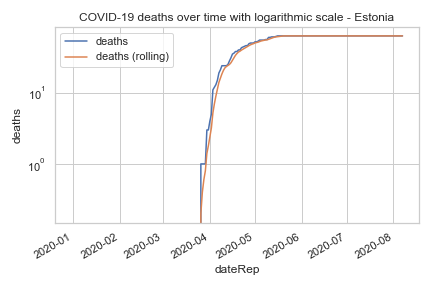 COVID-19 deaths over time with logarithmic scale - Estonia
deaths
deaths (rolling)
10¹
10⁰
deaths
2020-01
2020-02
2020-03
2020-04
2020-05
2020-06
2020-07
2020-08
dateRep